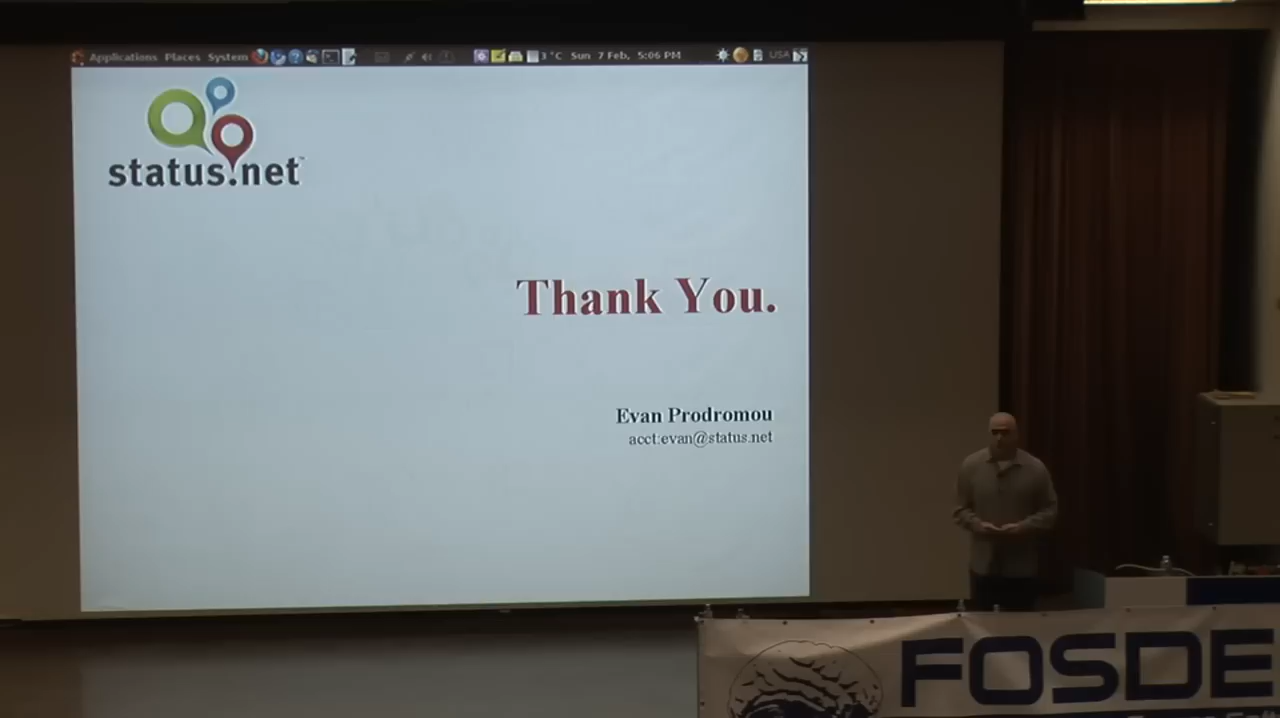 Applications Places System 3 °C Sun 7 Feb, 5:06 PM USA
status.net
Thank You.
Evan Prodromou
acct:evan@status.net
FOSDE